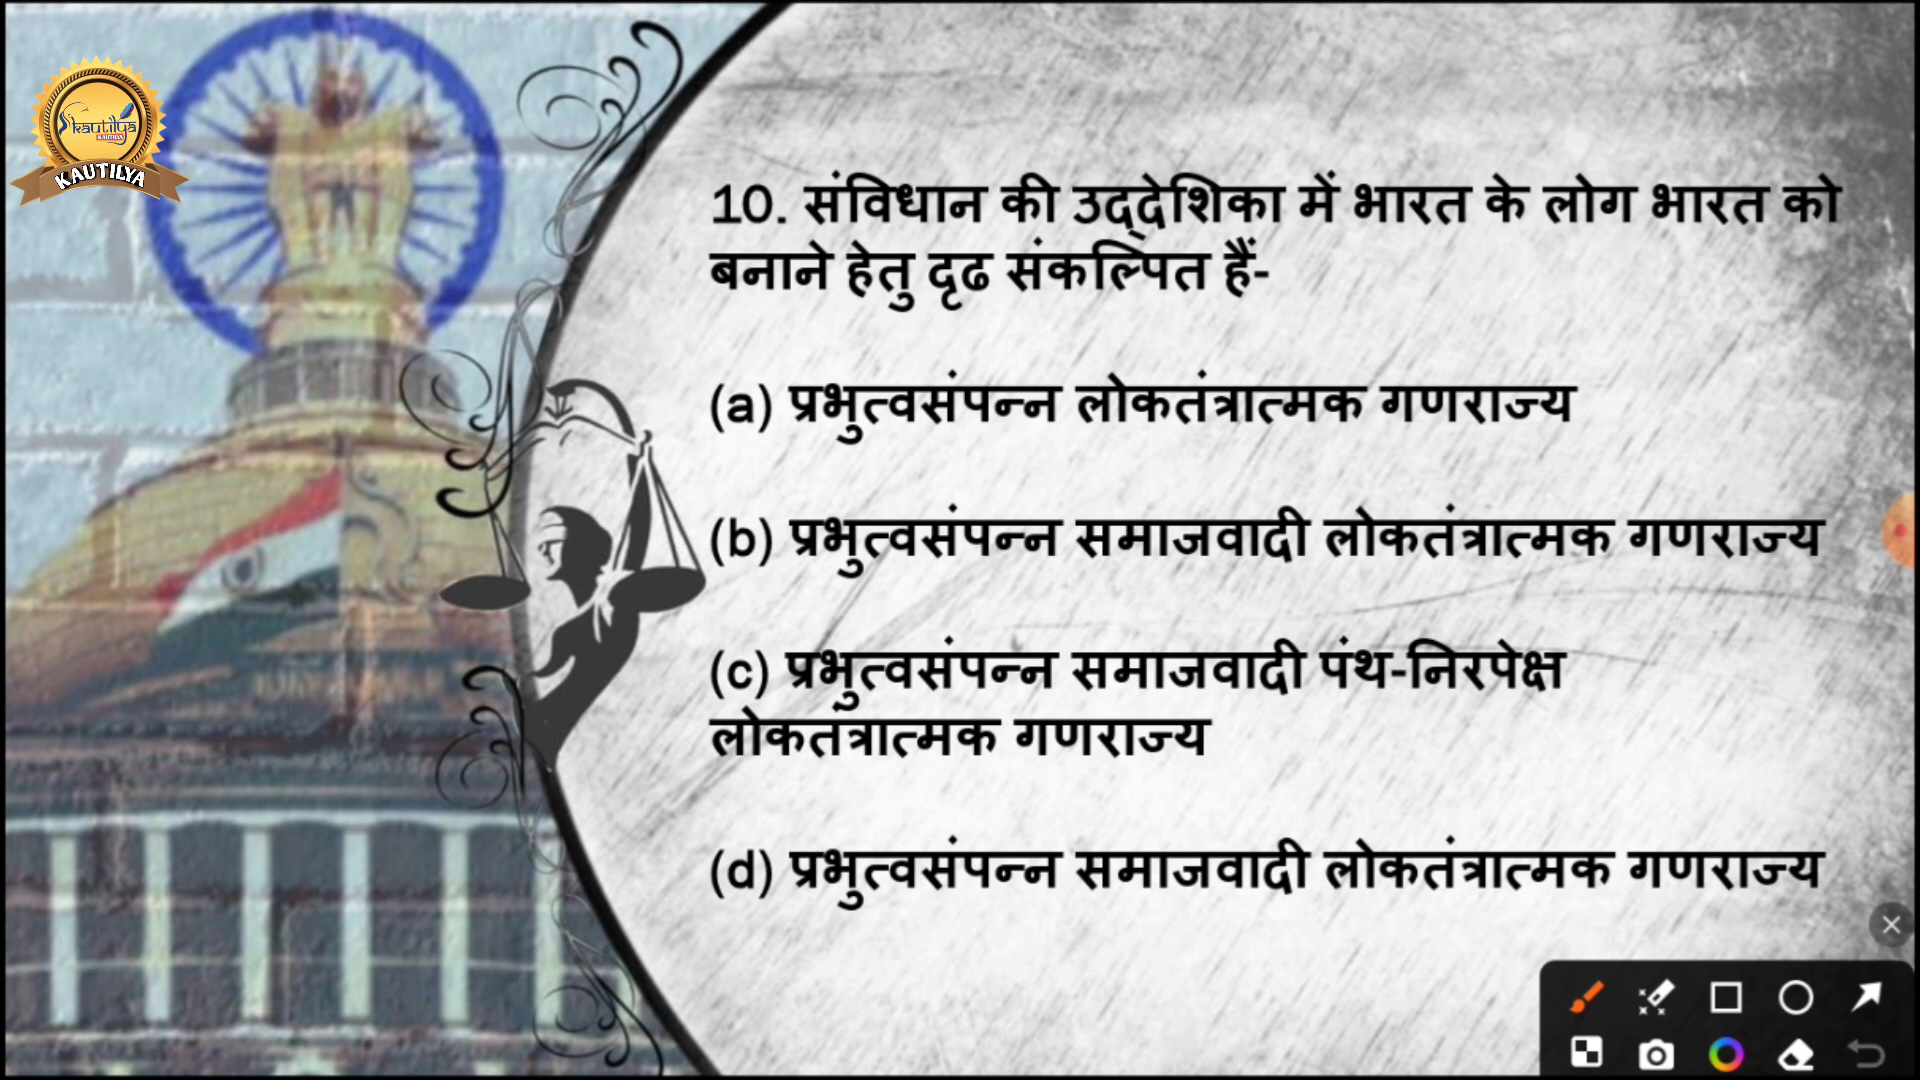 kautilya
KAUTILYA
KAUTILYA
10. संविधान की उद्देशिका में भारत के लोग भारत को
बनाने हेतु दृढ संकल्पित हैं-
(a) प्रभुत्वसंपन्न लोकतंत्रात्मक गणराज्य
(b) प्रभुत्वसंपन्न समाजवादी लोकतंत्रात्मक गणराज्य
(c) प्रभुत्वसंपन्न समाजवादी पंथ-निरपेक्ष
लोकतंत्रात्मक गणराज्य
(d) प्रभुत्वसंपन्न समाजवादी लोकतंत्रात्मक गणराज्य